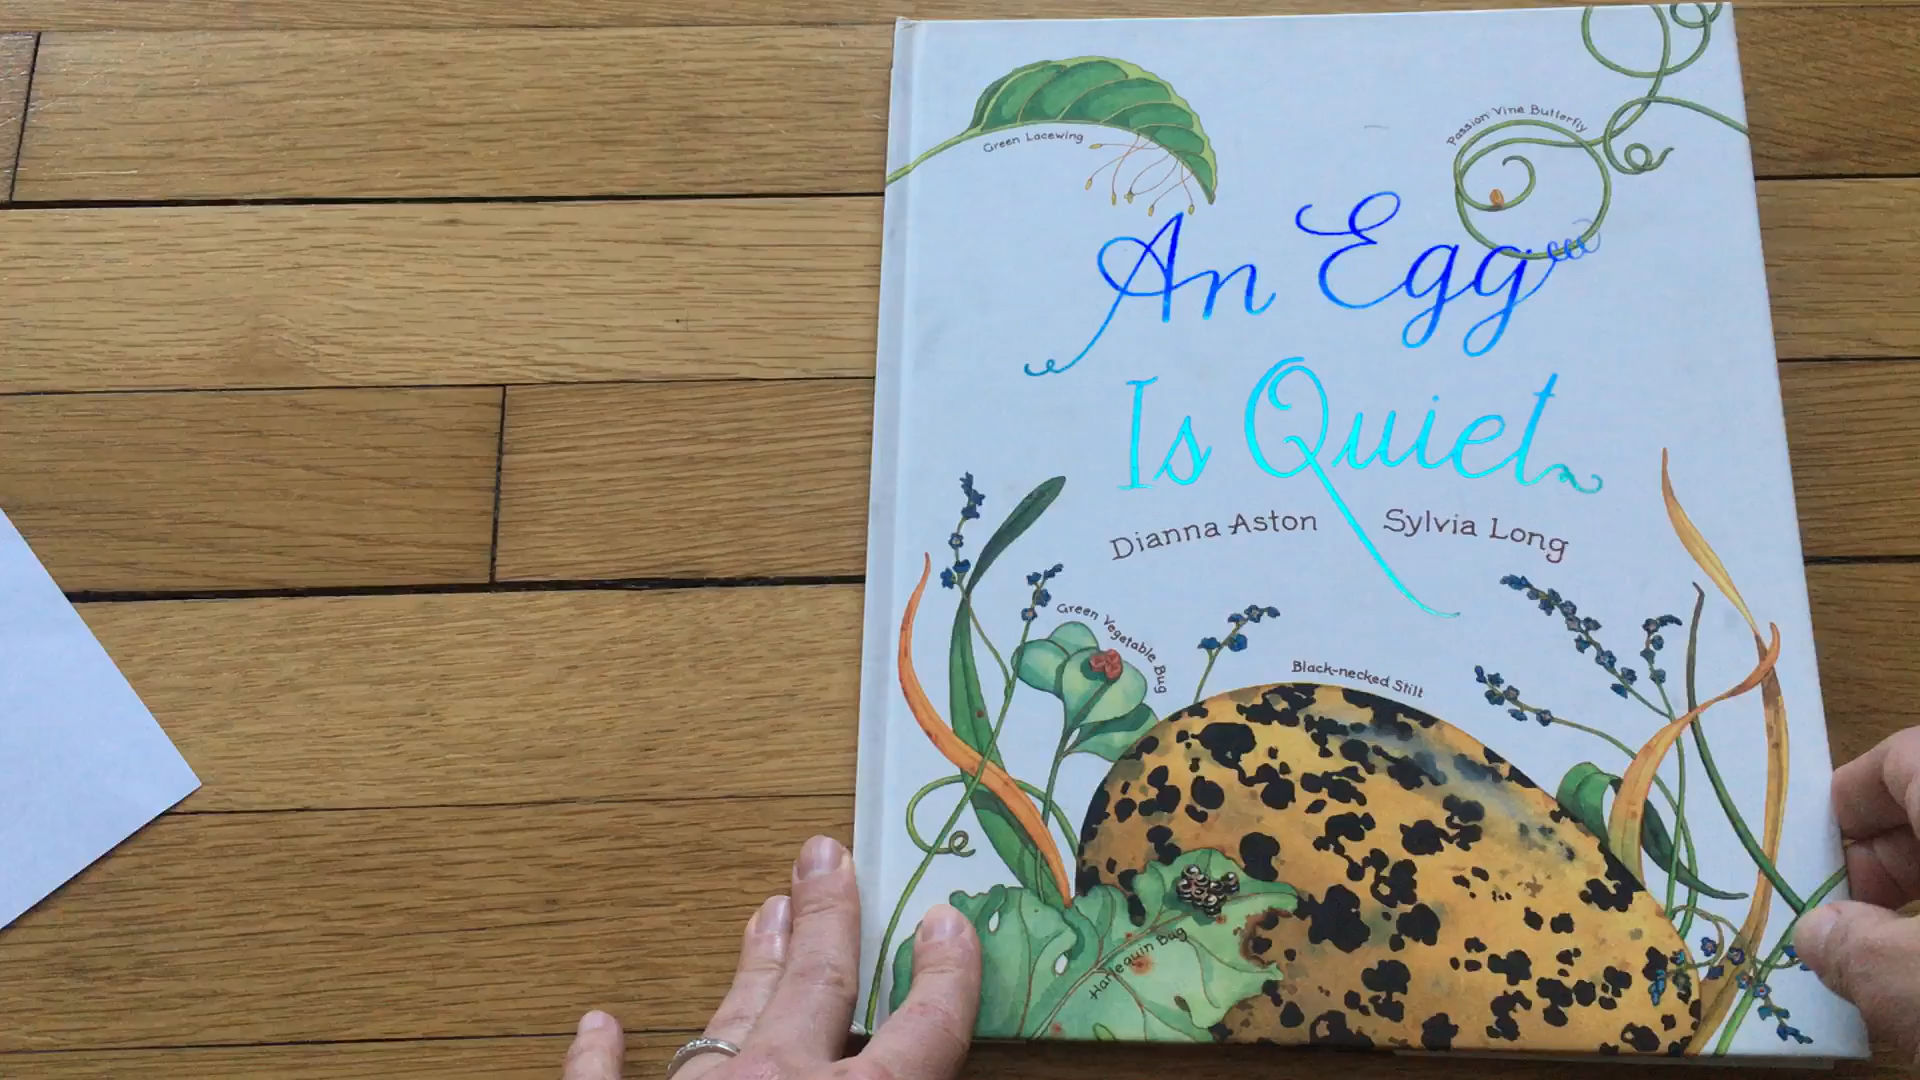 Green Lacewing
Passion Vine Butterfly
An Egg
Is Quiet
Dianna Aston
Sylvia Long
Green Vegetable Bug
Black-necked Stilt
Harlequin Bug